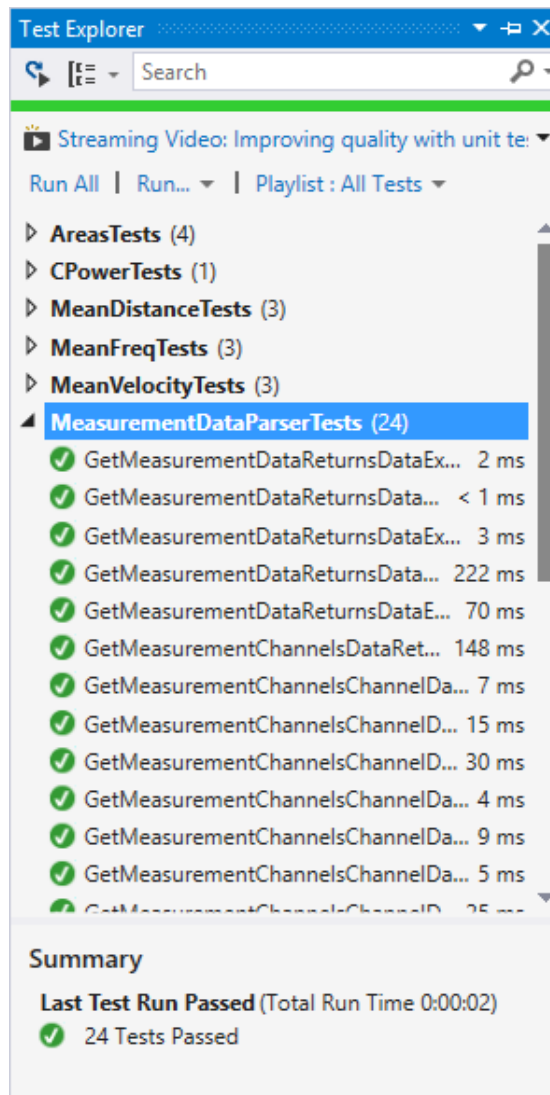 Test Explorer
Search
Streaming Video: Improving quality with unit te:
Run All | Run... | Playlist : All Tests
AreasTests (4)
CPowerTests (1)
MeanDistanceTests (3)
MeanFreqTests (3)
MeanVelocityTests (3)
MeasurementDataParserTests (24)
GetMeasurementDataReturnsDataEx... 2 ms
GetMeasurementDataReturnsData... < 1 ms
GetMeasurementDataReturnsDataEx... 3 ms
GetMeasurementDataReturnsData... 222 ms
GetMeasurementDataReturnsDataE... 70 ms
GetMeasurementChannelsDataRet... 148 ms
GetMeasurementChannelsChannelDa... 7 ms
GetMeasurementChannelsChannelD... 15 ms
GetMeasurementChannelsChannelD... 30 ms
GetMeasurementChannelsChannelDa... 4 ms
GetMeasurementChannelsChannelDa... 9 ms
GetMeasurementChannelsChannelDa... 5 ms
GetMeasurementChannelsChannelD... 25 ms
Summary
Last Test Run Passed (Total Run Time 0:00:02)
24 Tests Passed